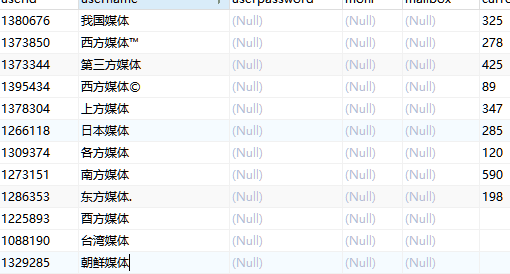 userid username userpassword mobil mailbox
1380676 我国媒体 (Null) (Null) (Null) 325
1373850 西方媒体™ (Null) (Null) (Null) 278
1373344 第三方媒体 (Null) (Null) (Null) 425
1395434 西方媒体© (Null) (Null) (Null) 89
1378304 上方媒体 (Null) (Null) (Null) 347
1266118 日本媒体 (Null) (Null) (Null) 285
1309374 各方媒体 (Null) (Null) (Null) 120
1273151 南方媒体 (Null) (Null) (Null) 590
1286353 东方媒体. (Null) (Null) (Null) 198
1225893 酉方媒体 (Null) (Null) (Null)
1088190 台湾媒体 (Null) (Null) (Null)
1329285 朝鲜媒体 (Null) (Null) (Null)